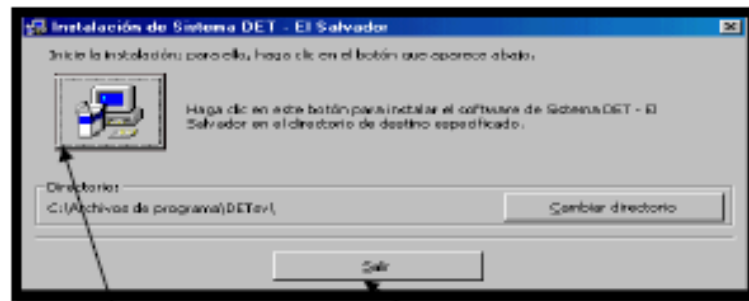 Instalación de Sistema DET - El Salvador
Inicie la instalación; para ello, haga clic en el botón que aparece abajo.
Haga clic en este botón para instalar el software de Sistema DET - El
Salvador en el directorio de destino especificado.
Directorio:
C:\Archivos de programa\DETsvl\
Cambiar directorio
Salir